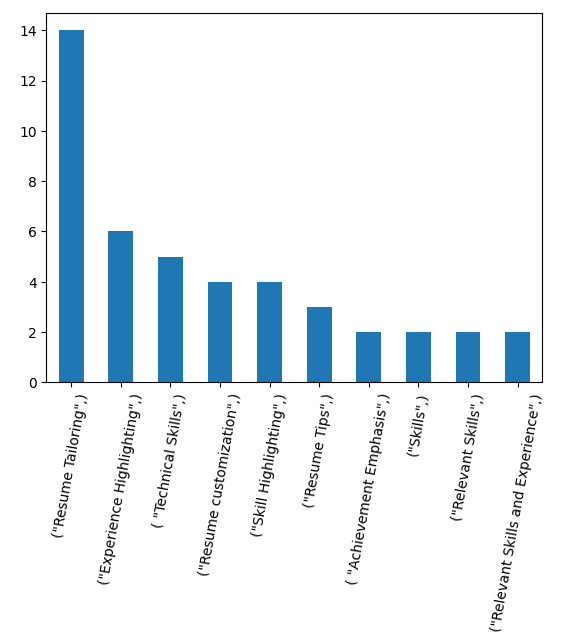 14
12
10
8
6
4
2
0
("Resume Tailoring",)
("Experience Highlighting",)
( "Technical Skills",)
("Resume customization",)
("Skill Highlighting",)
("Resume Tips",)
( "Achievement Emphasis",)
("Skills",)
("Relevant Skills",)
("Relevant Skills and Experience",)